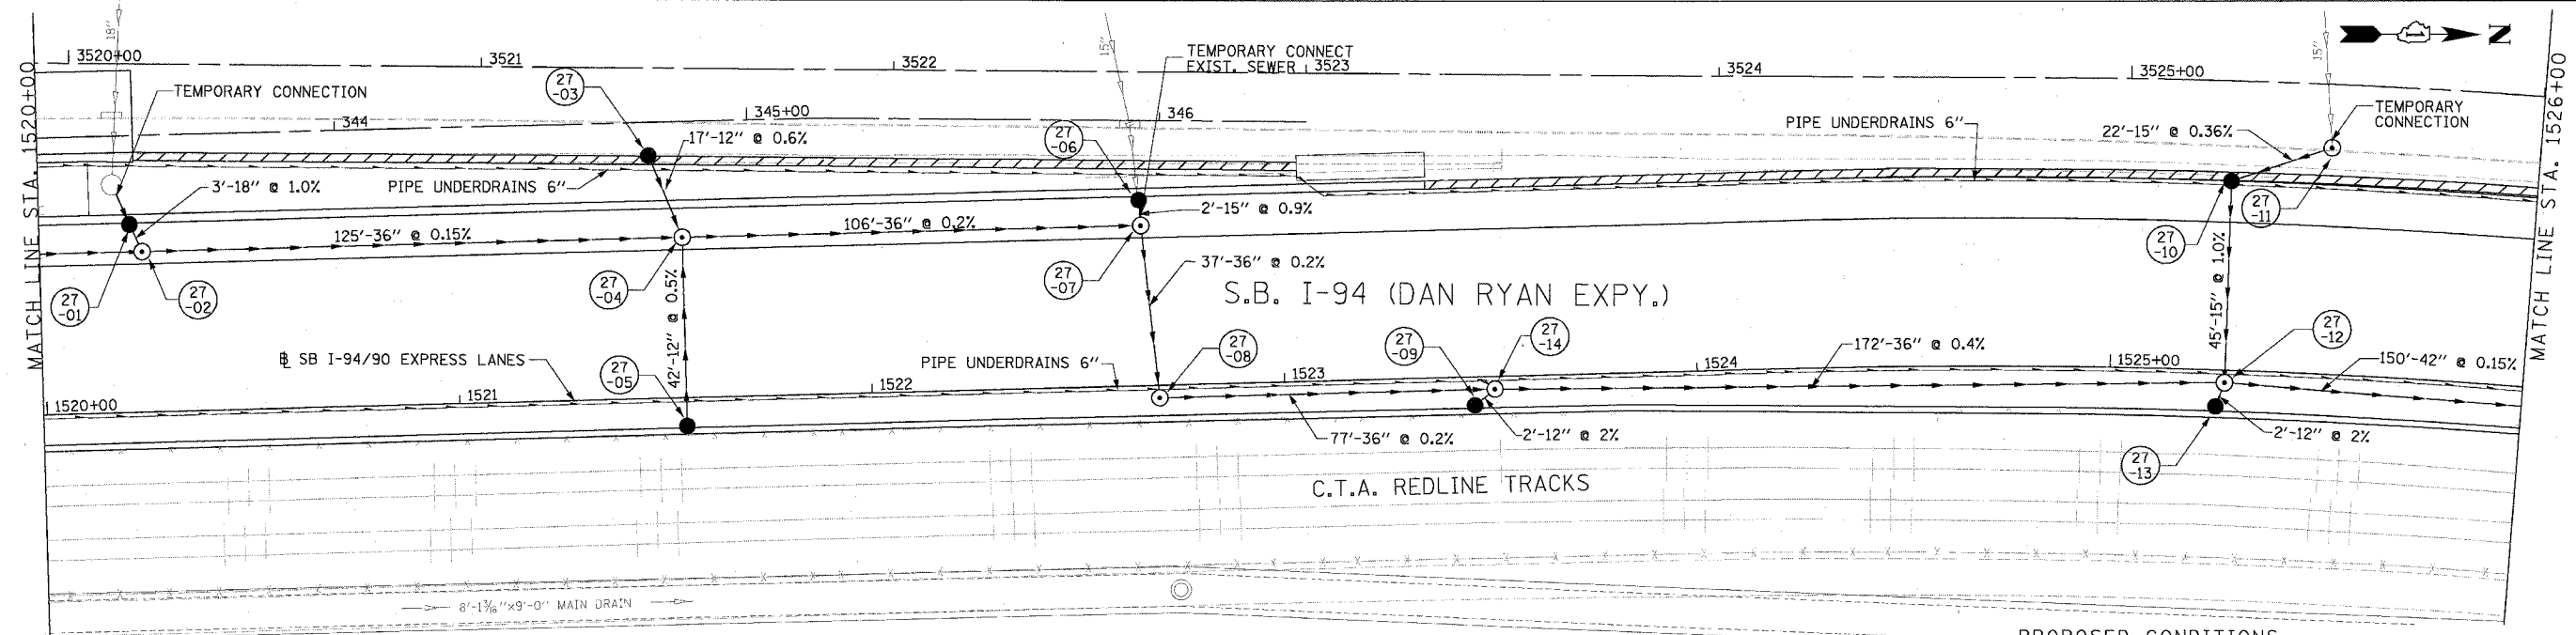 18"
3520+00
3521
3522
3523
3524
3525+00
15"
TEMPORARY CONNECT
EXIST. SEWER
15"
N
TEMPORARY CONNECTION
27
-03
344
345+00
346
17'-12" @ 0.6%
27
-06
PIPE UNDERDRAINS 6"
22'-15" @ 0.36%
TEMPORARY
CONNECTION
MATCH LINE STA. 1520+00
MATCH LINE STA. 1526+00
3'-18" @ 1.0%
PIPE UNDERDRAINS 6"
2'-15" @ 0.9%
27
-11
125'-36" @ 0.15%
106'-36" @ 0.2%
27
-10
45'-15" @ 1.0%
27
-01
27
-02
27
-04
27
-07
37'-36" @ 0.2%
S.B. I-94 (DAN RYAN EXPY.)
42'-12" @ 0.5%
℄ SB I-94/90 EXPRESS LANES
27
-05
PIPE UNDERDRAINS 6"
27
-08
27
-09
27
-14
172'-36" @ 0.4%
27
-12
150'-42" @ 0.15%
1520+00
1521
1522
1523
1524
1525+00
77'-36" @ 0.2%
2'-12" @ 2%
2'-12" @ 2%
27
-13
C.T.A. REDLINE TRACKS
MAIN DRAIN
PROPOSED CONDITIONS